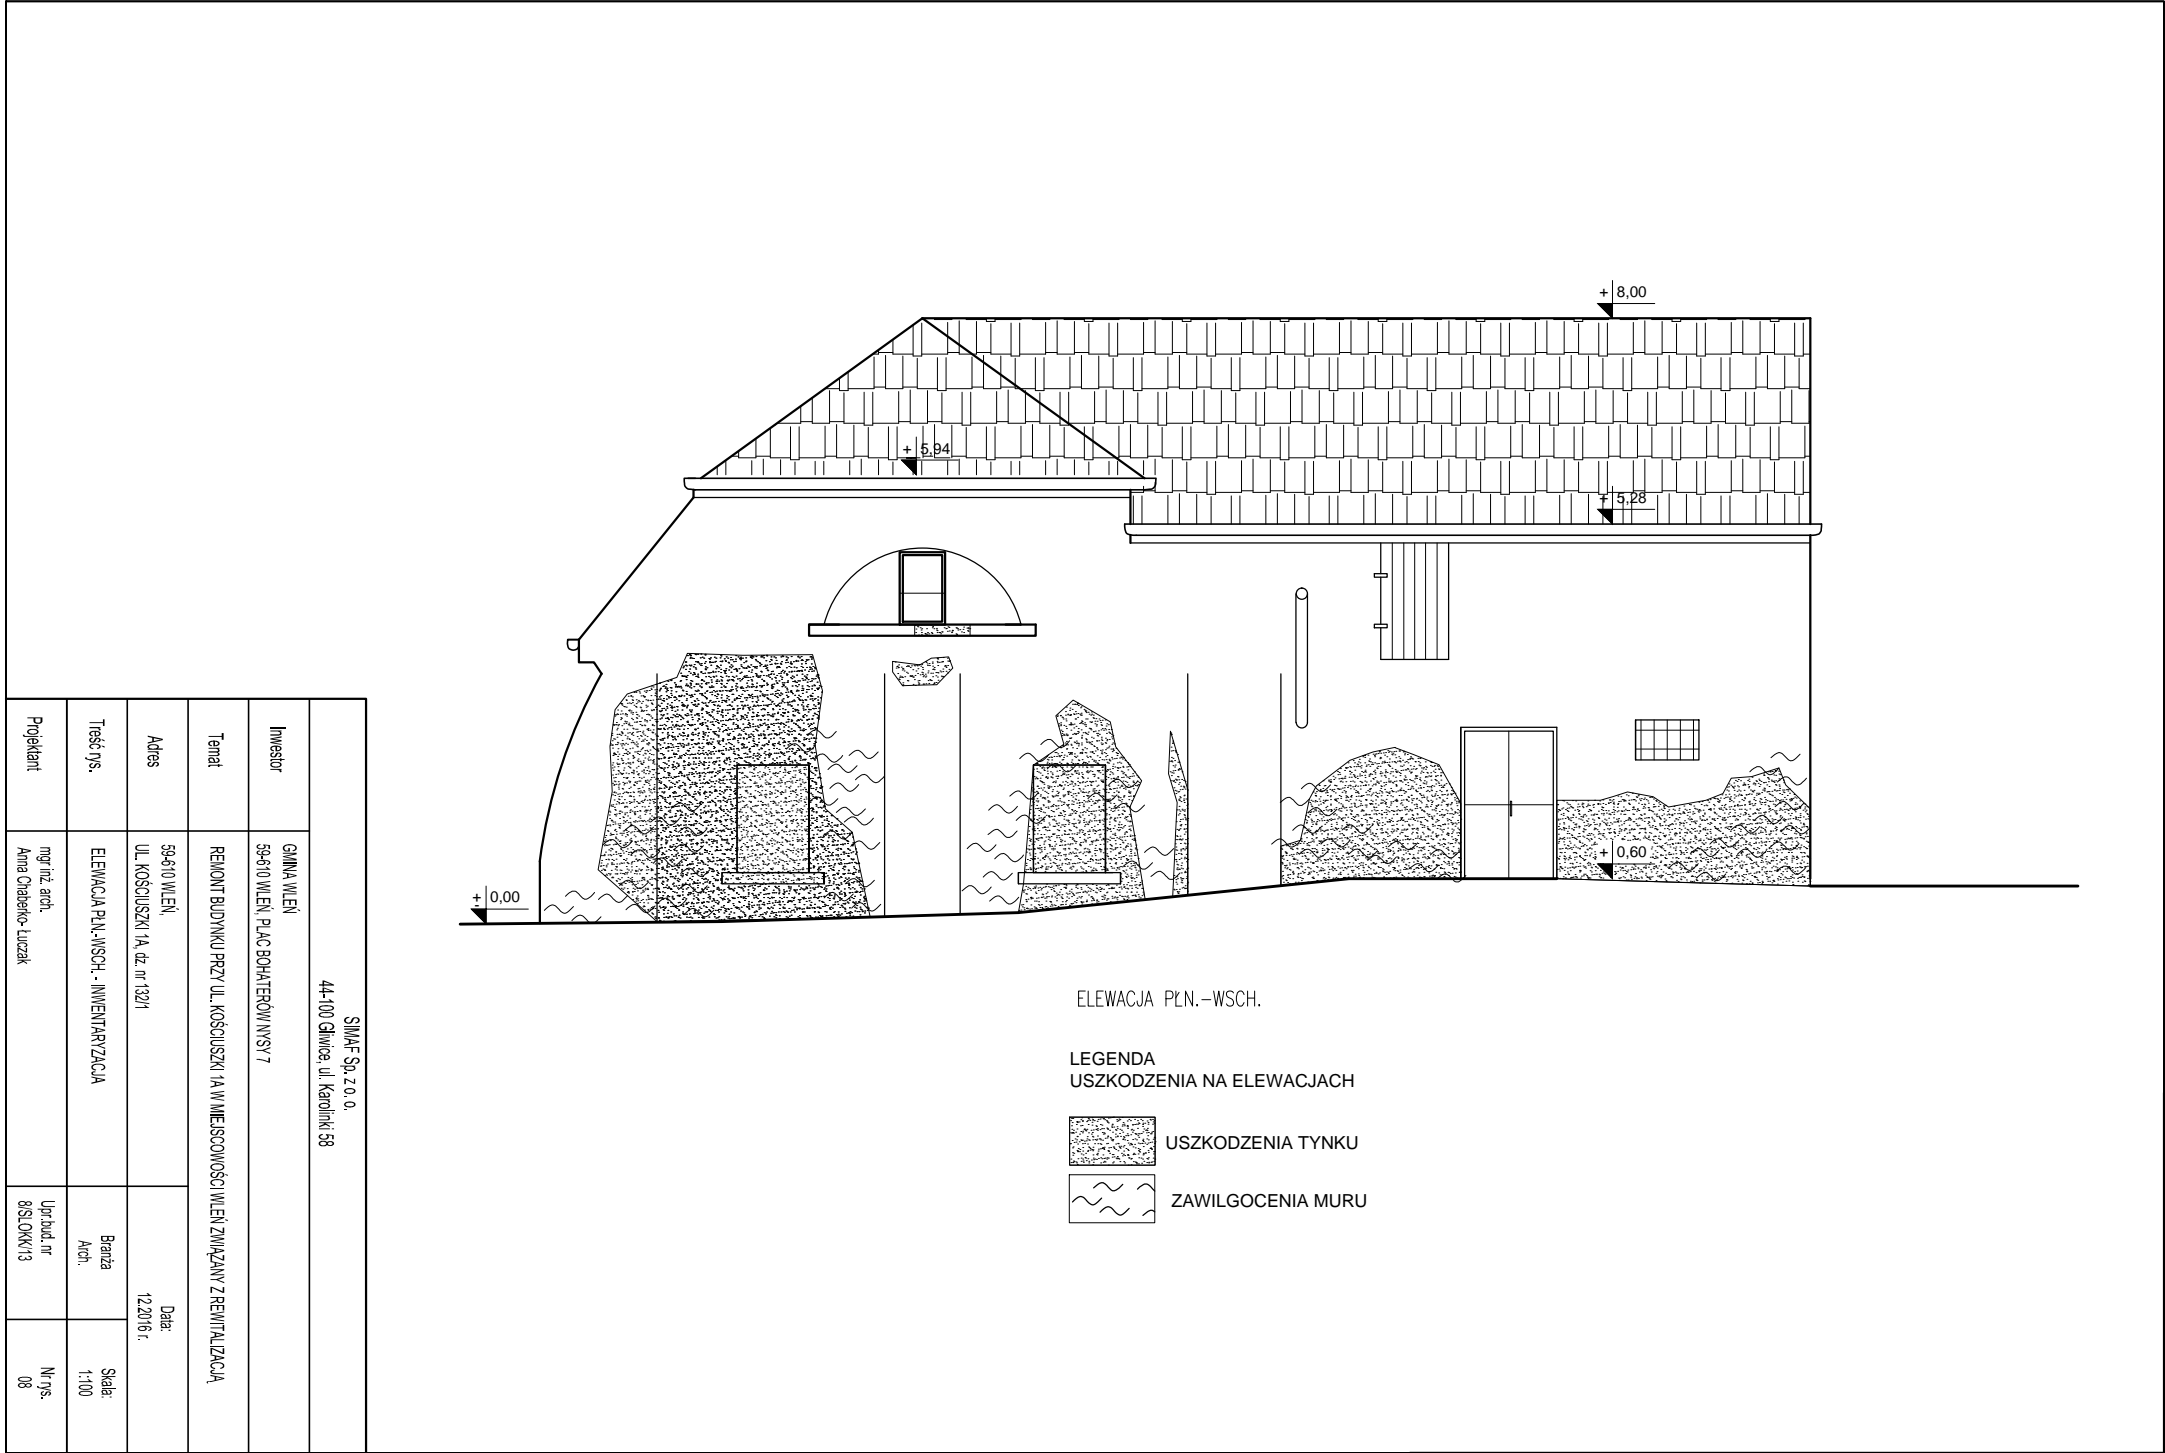 + 8,00
+ 5,94
+ 5,28
+ 0,60
+ 0,00
ELEWACJA PŁN.-WSCH.
LEGENDA
USZKODZENIA NA ELEWACJACH
USZKODZENIA TYNKU
ZAWILGOCENIA MURU
SIMAF Sp. z o. o.
44-100 Gliwice, ul. Karolinki 58
Inwestor
GMINA WLEŃ
59-610 WLEŃ, PLAC BOHATERÓW NYSY 7
Temat
REMONT BUDYNKU PRZY UL. KOŚCIUSZKI 1A W MIEJSCOWOŚCI WLEŃ ZWIĄZANY Z REWITALIZACJĄ
Adres
59-610 WLEŃ,
UL. KOŚCIUSZKI 1A, dz. nr 132/1
Data:
12.2016 r.
Treść rys.
ELEWACJA PŁN.-WSCH. - INWENTARYZACJA
Branża
Arch.
Skala:
1:100
Projektant
mgr inż. arch.
Anna Chaberko- Łuczak
Upr.bud. nr
8/SLOKK/13
Nr rys.
08